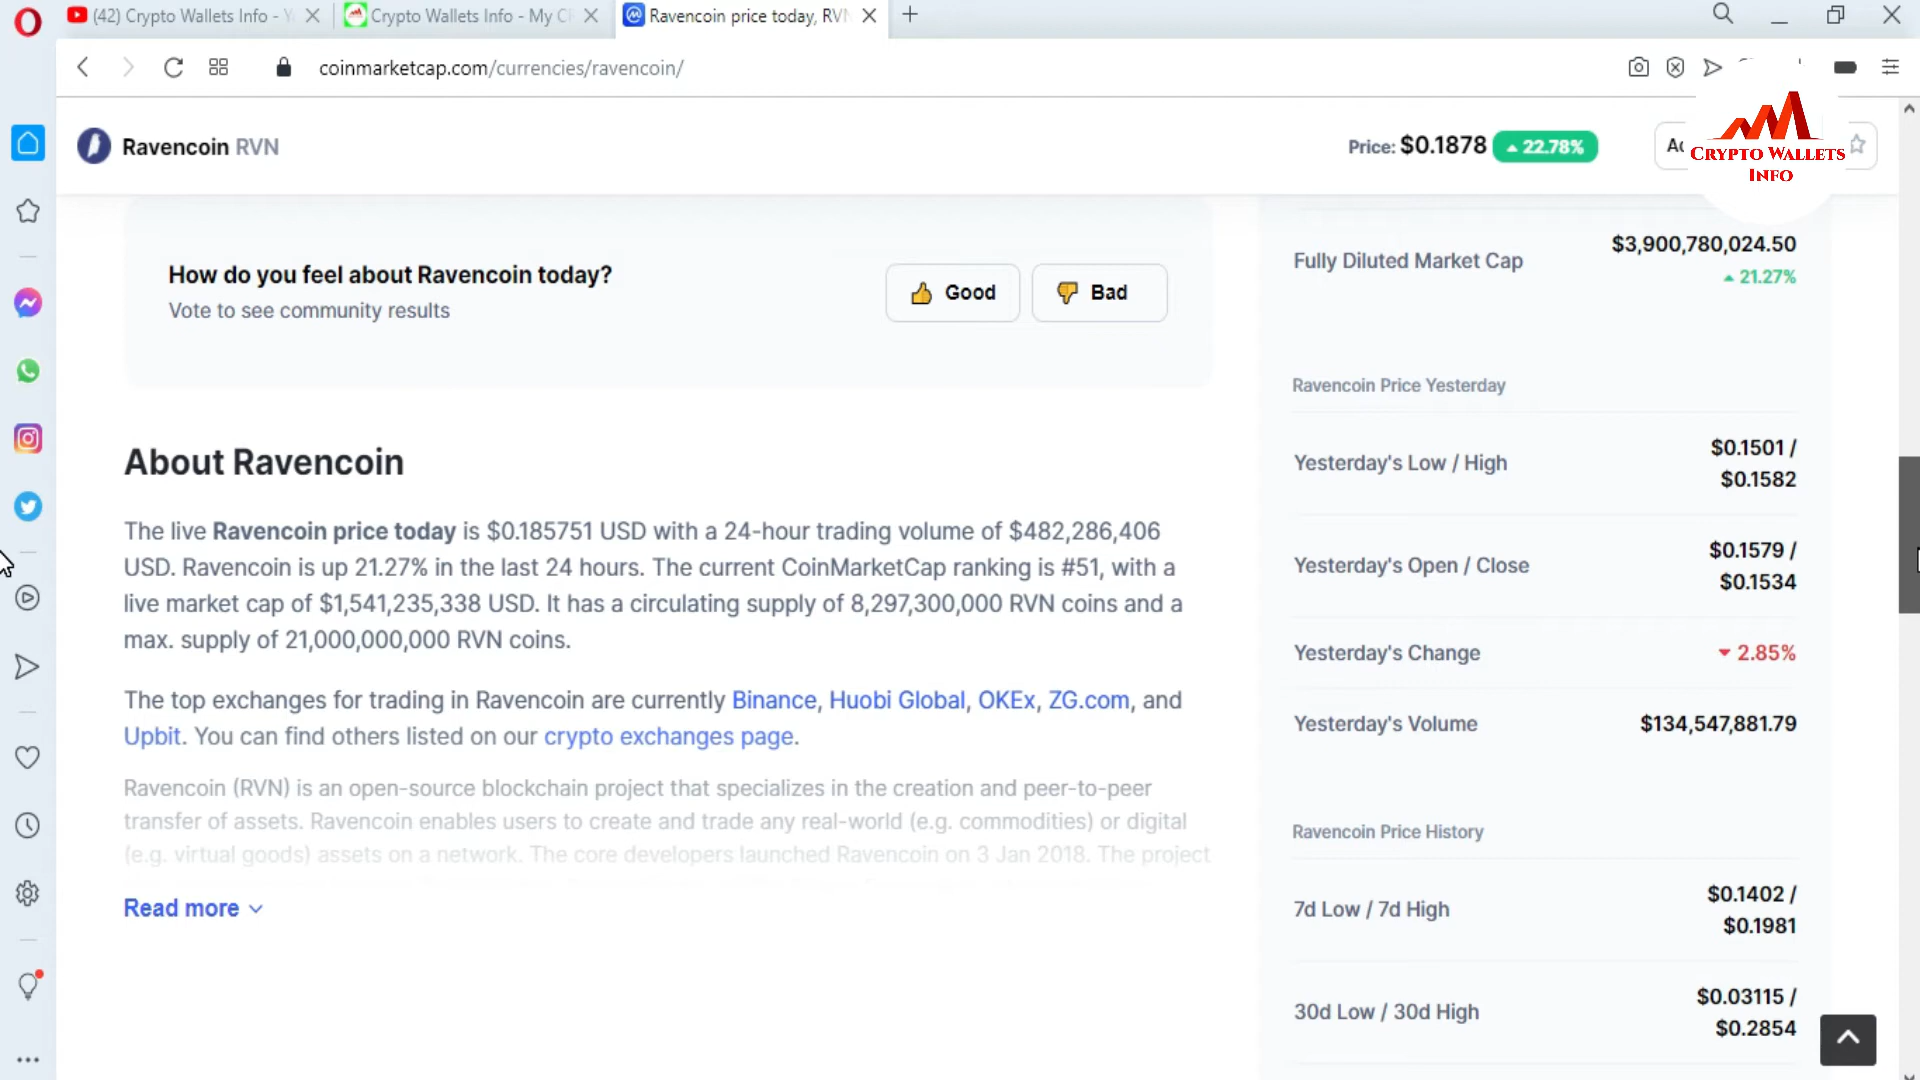 (42) Crypto Wallets Info - Y
Crypto Wallets Info - My C
Ravencoin price today, RVN
coinmarketcap.com/currencies/ravencoin/
Ravencoin RVN
Price: $0.1878 22.78%
CRYPTO WALLETS
INFO
How do you feel about Ravencoin today?
Vote to see community results
Good
Bad
About Ravencoin
The live Ravencoin price today is $0.185751 USD with a 24-hour trading volume of $482,286,406
USD. Ravencoin is up 21.27% in the last 24 hours. The current CoinMarketCap ranking is #51, with a
live market cap of $1,541,235,338 USD. It has a circulating supply of 8,297,300,000 RVN coins and a
max. supply of 21,000,000,000 RVN coins.
The top exchanges for trading in Ravencoin are currently Binance, Huobi Global, OKEx, ZG.com, and
Upbit. You can find others listed on our crypto exchanges page.
Ravencoin (RVN) is an open-source blockchain project that specializes in the creation and peer-to-peer
transfer of assets. Ravencoin enables users to create and trade any real-world (e.g. commodities) or digital
(e.g. virtual goods) assets on a network. The core developers launched Ravencoin on 3 Jan 2018. The project
Read more
Fully Diluted Market Cap
$3,900,780,024.50
21.27%
Ravencoin Price Yesterday
Yesterday's Low / High
$0.1501 /
$0.1582
Yesterday's Open / Close
$0.1579 /
$0.1534
Yesterday's Change
2.85%
Yesterday's Volume
$134,547,881.79
Ravencoin Price History
7d Low / 7d High
$0.1402 /
$0.1981
30d Low / 30d High
$0.03115 /
$0.2854